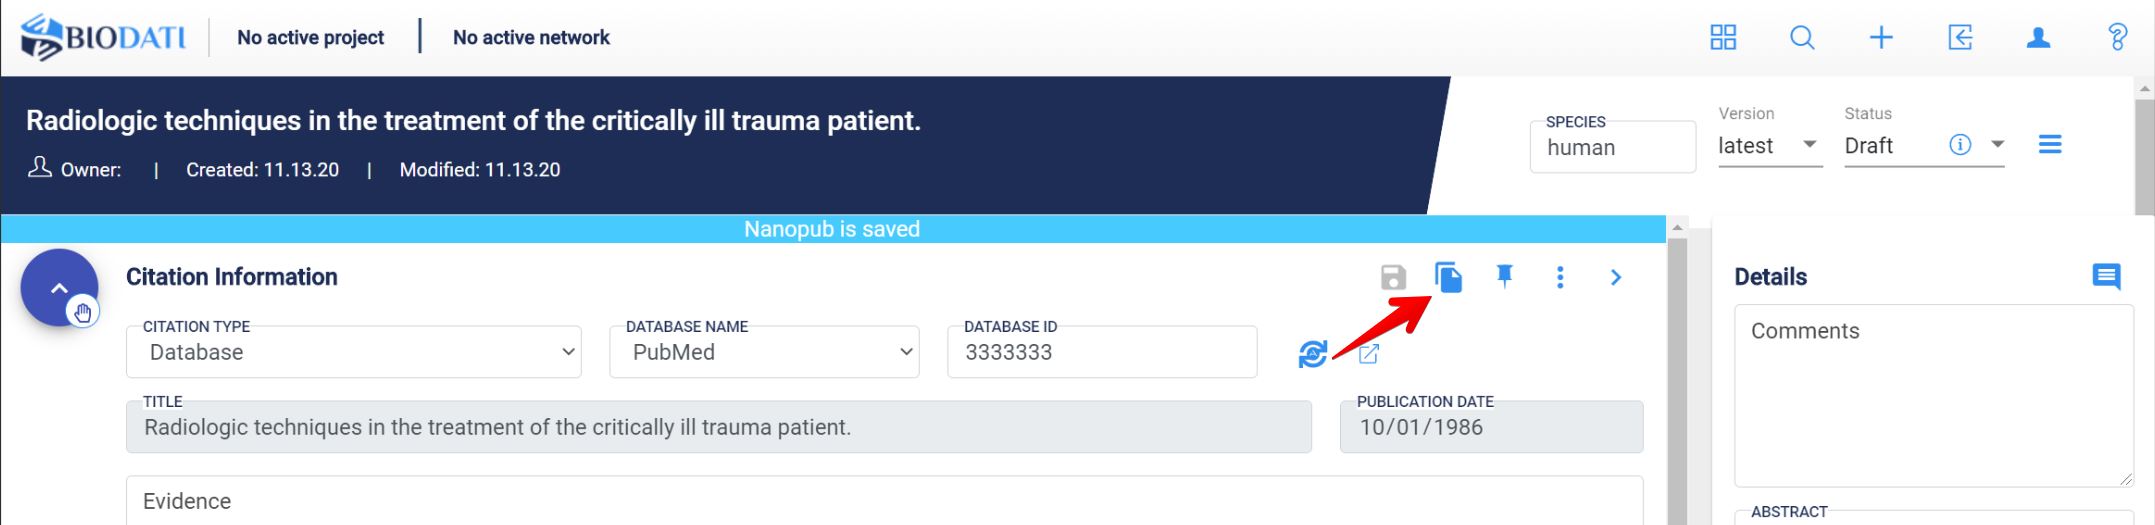 BIODATI No active project | No active network
Radiologic techniques in the treatment of the critically ill trauma patient.
Owner: | Created: 11.13.20 | Modified: 11.13.20
SPECIES
human
Version
latest
Status
Draft
Nanopub is saved
Citation Information
CITATION TYPE
Database
DATABASE NAME
PubMed
DATABASE ID
3333333
TITLE
Radiologic techniques in the treatment of the critically ill trauma patient.
PUBLICATION DATE
10/01/1986
Evidence
Details
Comments
ABSTRACT